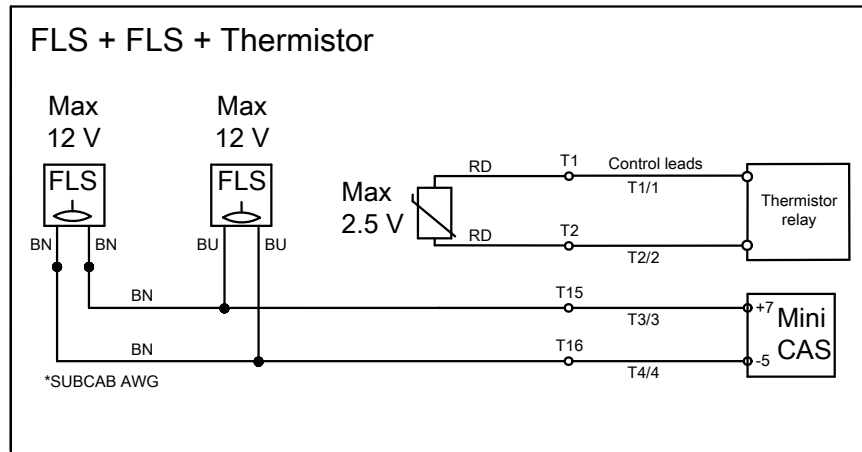 FLS + FLS + Thermistor
Max
12 V
Max
12 V
FLS
FLS
BN
BN
BU
BU
Max
2.5 V
RD
T1
Control leads
T1/1
RD
T2
T2/2
Thermistor
relay
BN
T15
T3/3
+7
Mini
CAS
BN
T16
T4/4
-5
*SUBCAB AWG